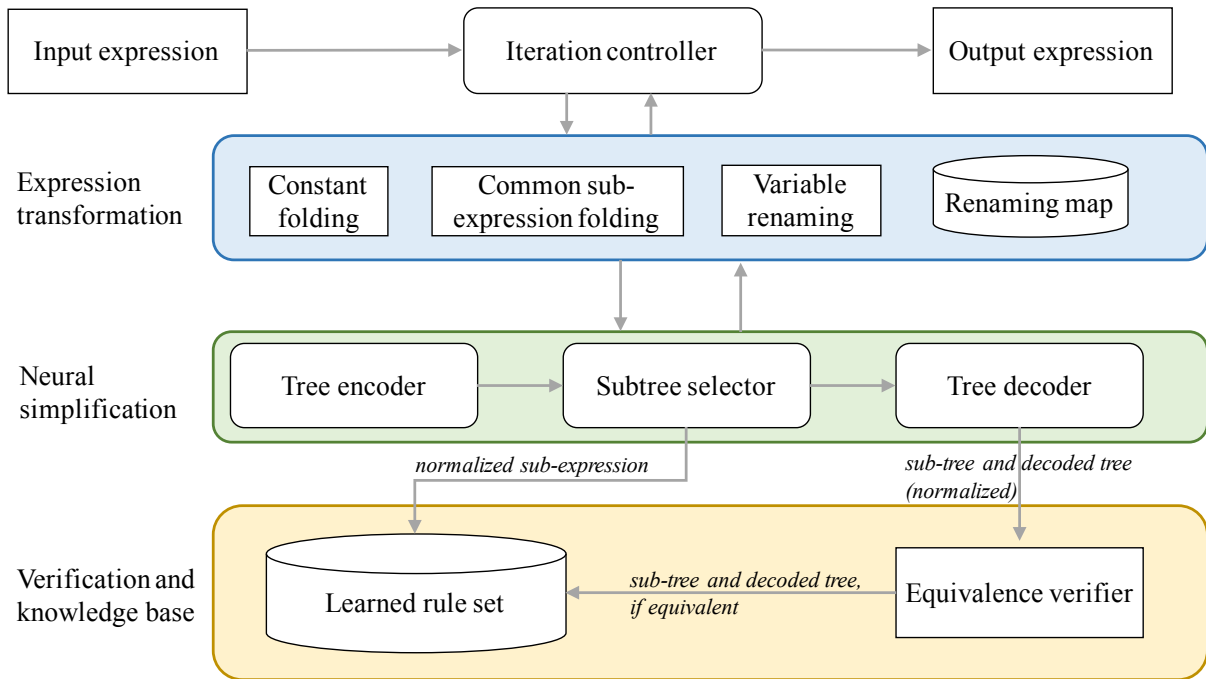 Input expression
Iteration controller
Output expression
Expression
transformation
Constant
folding
Common sub-
expression folding
Variable
renaming
Renaming map
Neural
simplification
Tree encoder
Subtree selector
Tree decoder
normalized sub-expression
sub-tree and decoded tree
(normalized)
Verification and
knowledge base
Learned rule set
sub-tree and decoded tree,
if equivalent
Equivalence verifier